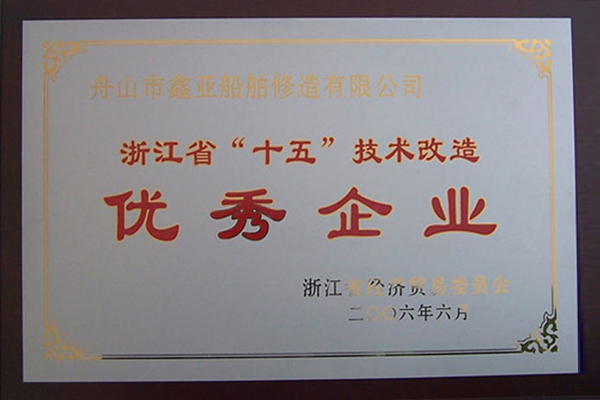 舟山市鑫亚船舶修造有限公司
浙江省“十五”技术改造
优秀企业
浙江省经济贸易委员会
二〇〇六年六月